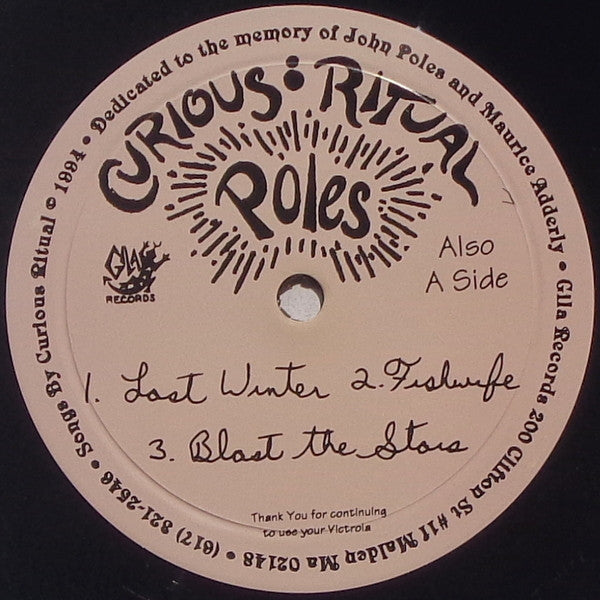 Dedicated to the memory of John Poles and Maurice Adderly • Gila Records 200 Clifton St #11 Malden Ma 02148 • (617) 321-2546 • Songs By Curious Ritual © 1994 •
CURIOUS: RITUAL
Poles
Also
A Side
GILA
RECORDS
1. Last Winter 2. Fishwife
3. Blast the Stars
Thank You for continuing
to use your Victrola